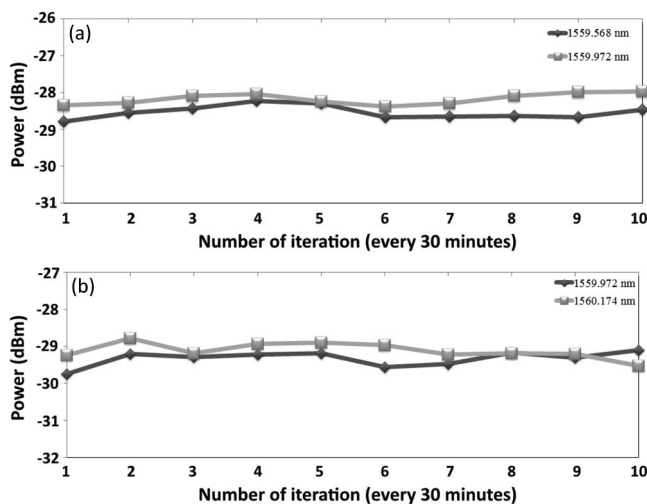 (a)
1559.568 nm
1559.972 nm
Power (dBm)
-26
-27
-28
-29
-30
-31
1 2 3 4 5 6 7 8 9 10
Number of iteration (every 30 minutes)
(b)
1559.972 nm
1560.174 nm
Power (dBm)
-27
-28
-29
-30
-31
-32
1 2 3 4 5 6 7 8 9 10
Number of iteration (every 30 minutes)